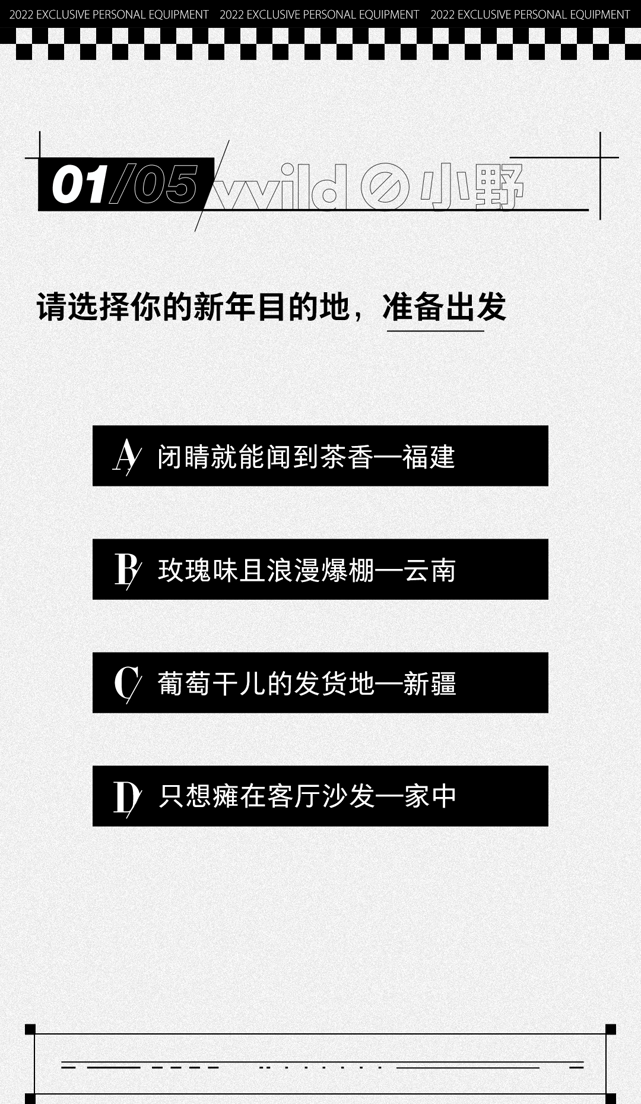 2022 EXCLUSIVE PERSONAL EQUIPMENT 2022 EXCLUSIVE PERSONAL EQUIPMENT 2022 EXCLUSIVE PERSONAL EQUIPMENT
01/05 vvild 小野
请选择你的新年目的地，准备出发
A 闭睛就能闻到茶香—福建
B 玫瑰味且浪漫爆棚—云南
C 葡萄干儿的发货地—新疆
D 只想瘫在客厅沙发—家中